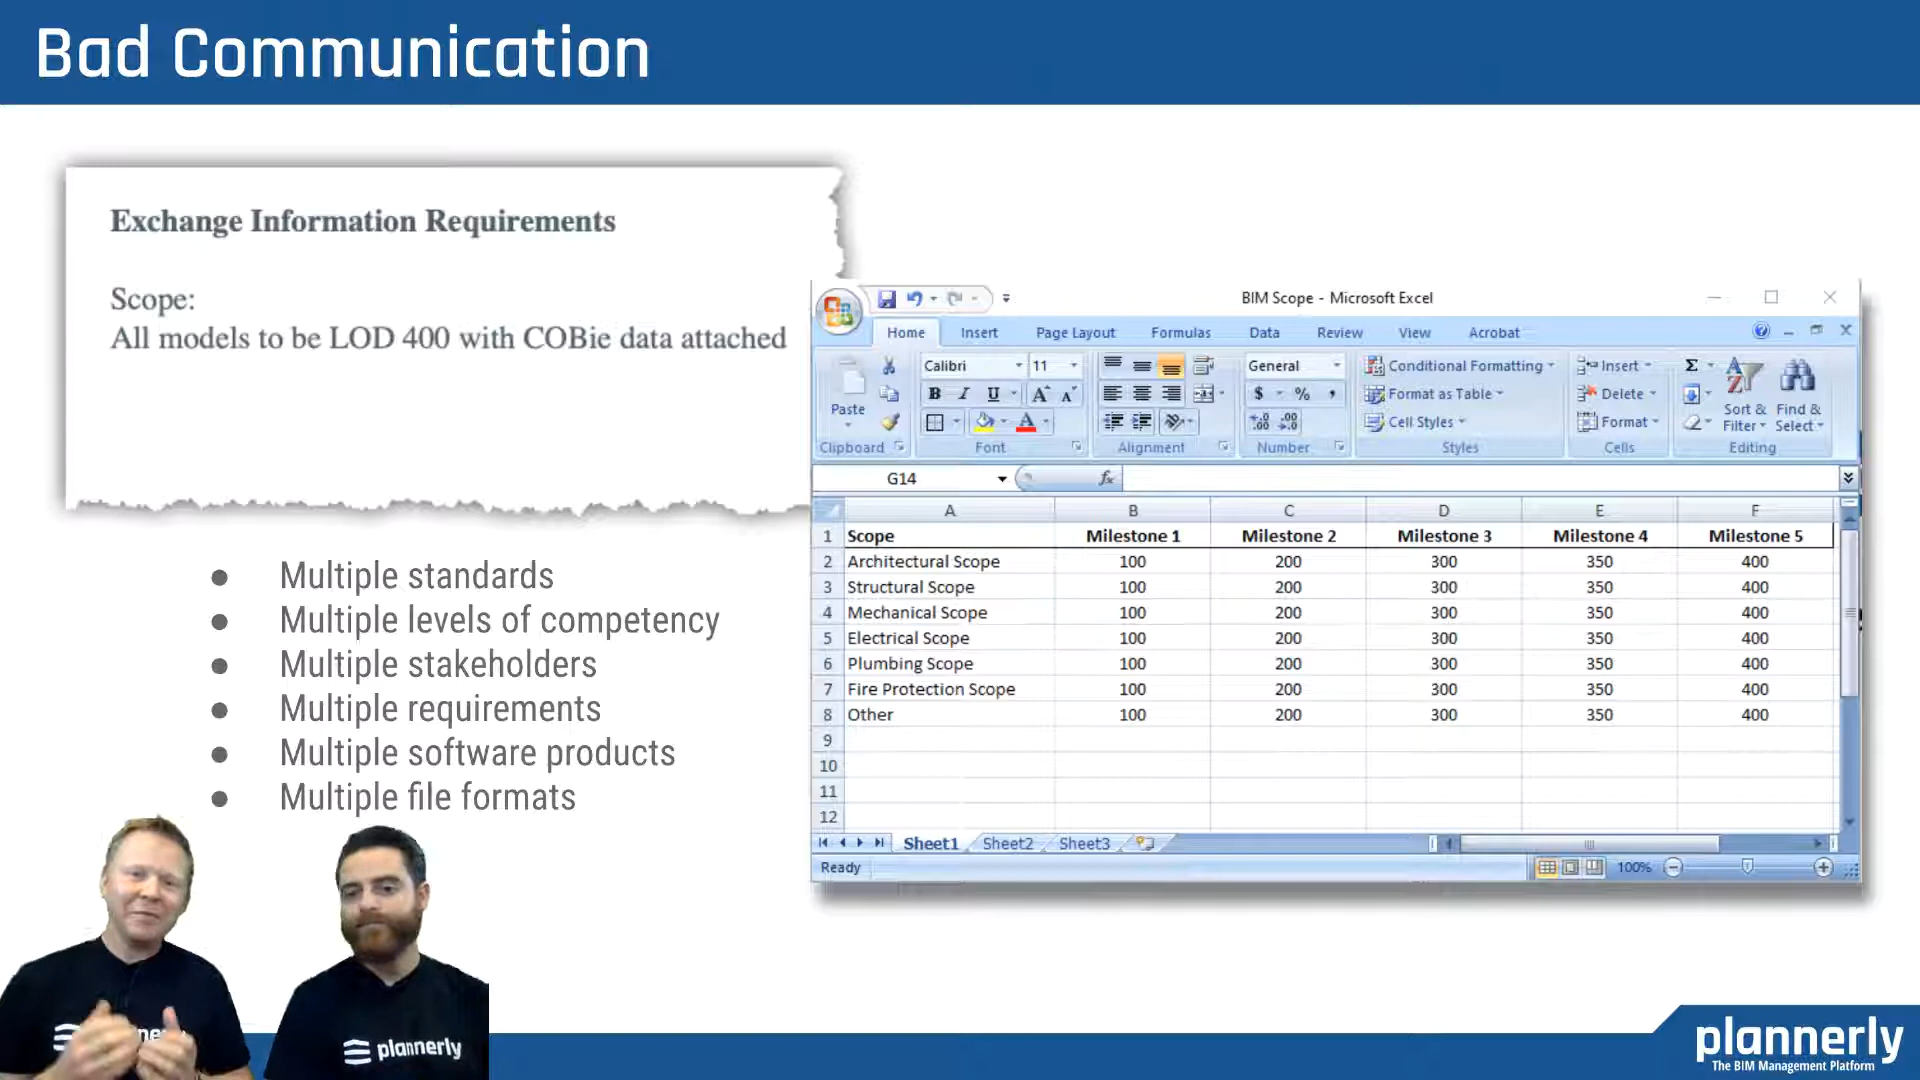 Bad Communication
Exchange Information Requirements
Scope:
All models to be LOD 400 with COBie data attached
Multiple standards
Multiple levels of competency
Multiple stakeholders
Multiple requirements
Multiple software products
Multiple file formats
BIM Scope - Microsoft Excel
Home Insert Page Layout Formulas Data Review View Acrobat
Paste
Clipboard
Calibri 11
B I U A A
A
Font
Alignment
General
$ % ,
.00 .00
Number
Conditional Formatting
Format as Table
Cell Styles
Styles
Insert
Delete
Format
Cells
Σ
Sort & Filter
Find & Select
Editing
G14 fx
A B C D E F
1 Scope Milestone 1 Milestone 2 Milestone 3 Milestone 4 Milestone 5
2 Architectural Scope 100 200 300 350 400
3 Structural Scope 100 200 300 350 400
4 Mechanical Scope 100 200 300 350 400
5 Electrical Scope 100 200 300 350 400
6 Plumbing Scope 100 200 300 350 400
7 Fire Protection Scope 100 200 300 350 400
8 Other 100 200 300 350 400
9
10
11
12
Sheet1 Sheet2 Sheet3
Ready 100%
plannerly
plannerly
The BIM Management Platform